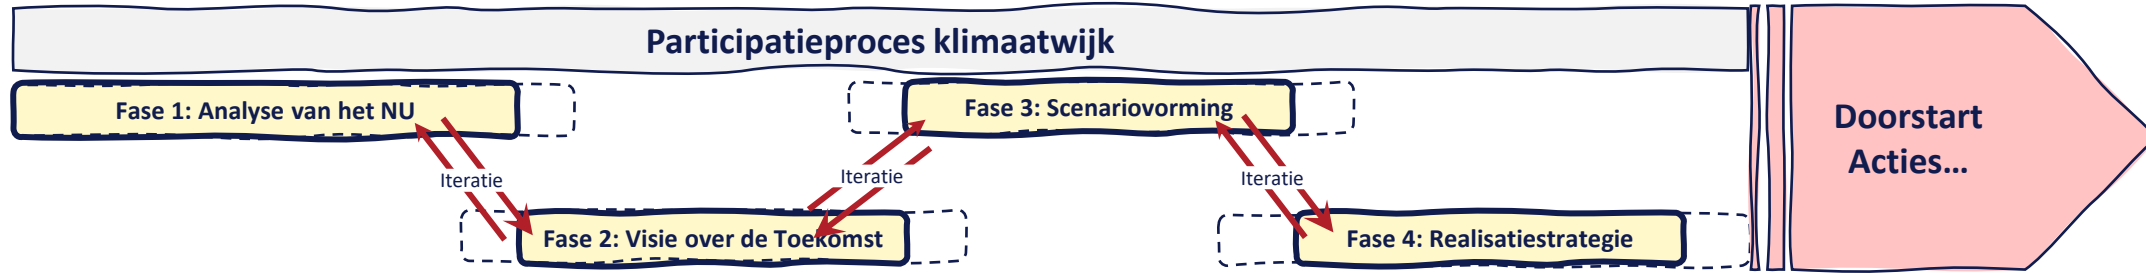 Participatieproces klimaatwijk
Fase 1: Analyse van het NU
Fase 3: Scenariovorming
Doorstart
Acties...
Iteratie
Iteratie
Iteratie
Fase 2: Visie over de Toekomst
Fase 4: Realisatiestrategie